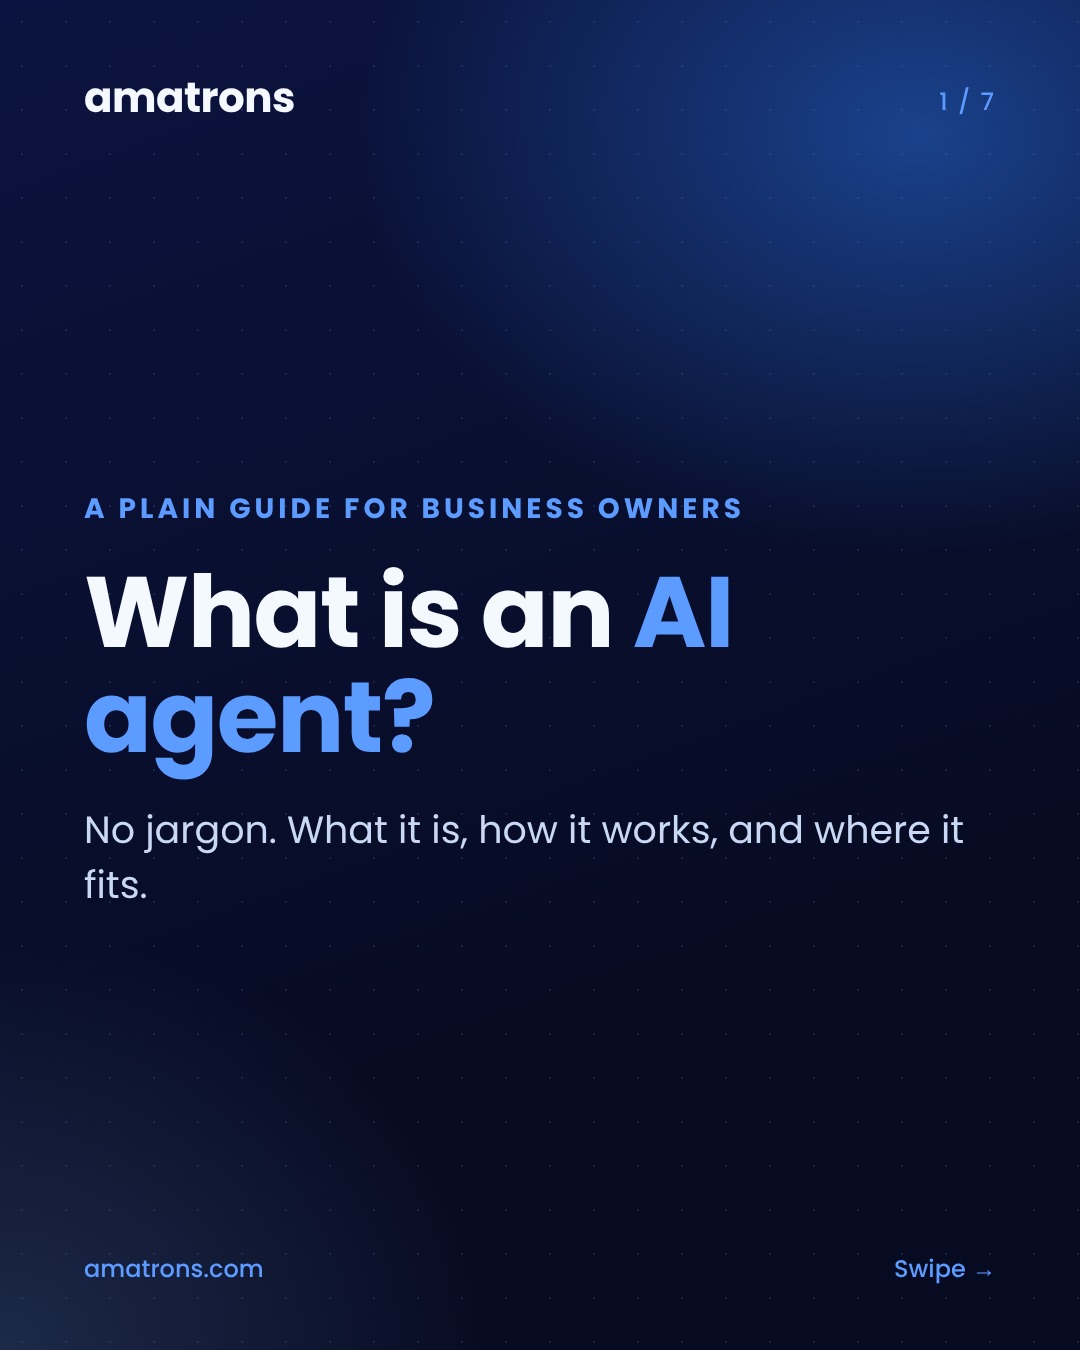 amatrons
1 / 7
A PLAIN GUIDE FOR BUSINESS OWNERS
What is an AI
agent?
No jargon. What it is, how it works, and where it
fits.
amatrons.com
Swipe →